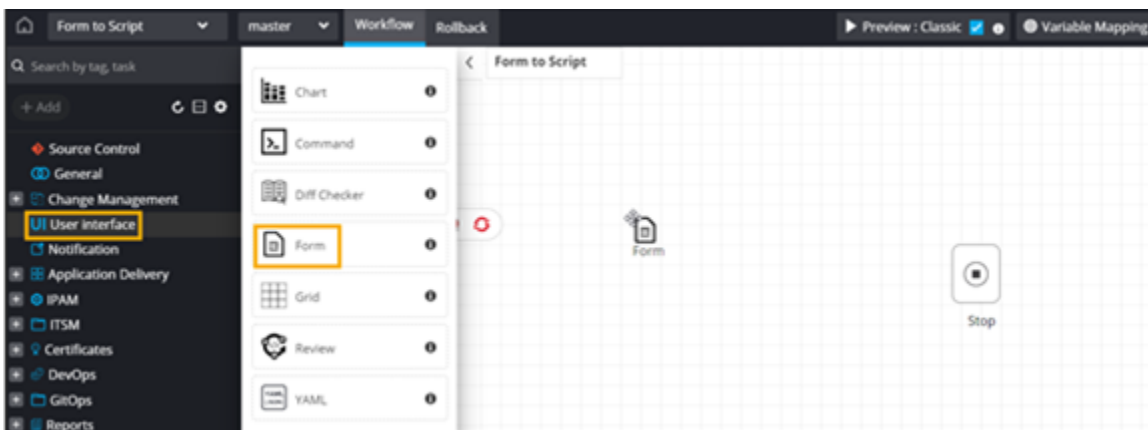 Form to Script master Workflow Rollback Preview : Classic Variable Mapping
Search by tag, task
+ Add
Source Control
General
Change Management
User interface
Notification
Application Delivery
IPAM
ITSM
Certificates
DevOps
GitOps
Reports
Chart
Command
Diff Checker
Form
Grid
Review
YAML
Form to Script
Form
Stop